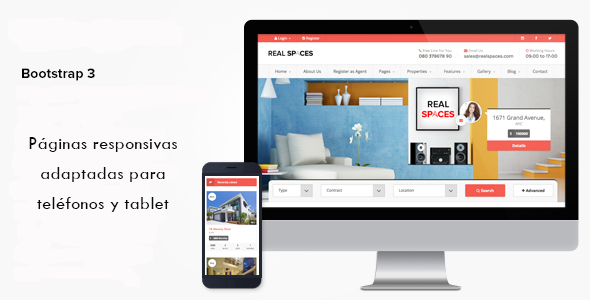 Bootstrap 3
Páginas responsivas
adaptadas para
teléfonos y tablet
Login
Register
REAL SPACES
Free Line For You
080 378678 90
Email Us
sales@realspaces.com
Working Hours
09:00 to 17:00
Home
About Us
Register as Agent
Pages
Properties
Features
Gallery
Blog
Contact
REAL
SPACES
1671 Grand Avenue,
Details
Type
Contract
Location
Search
Advanced